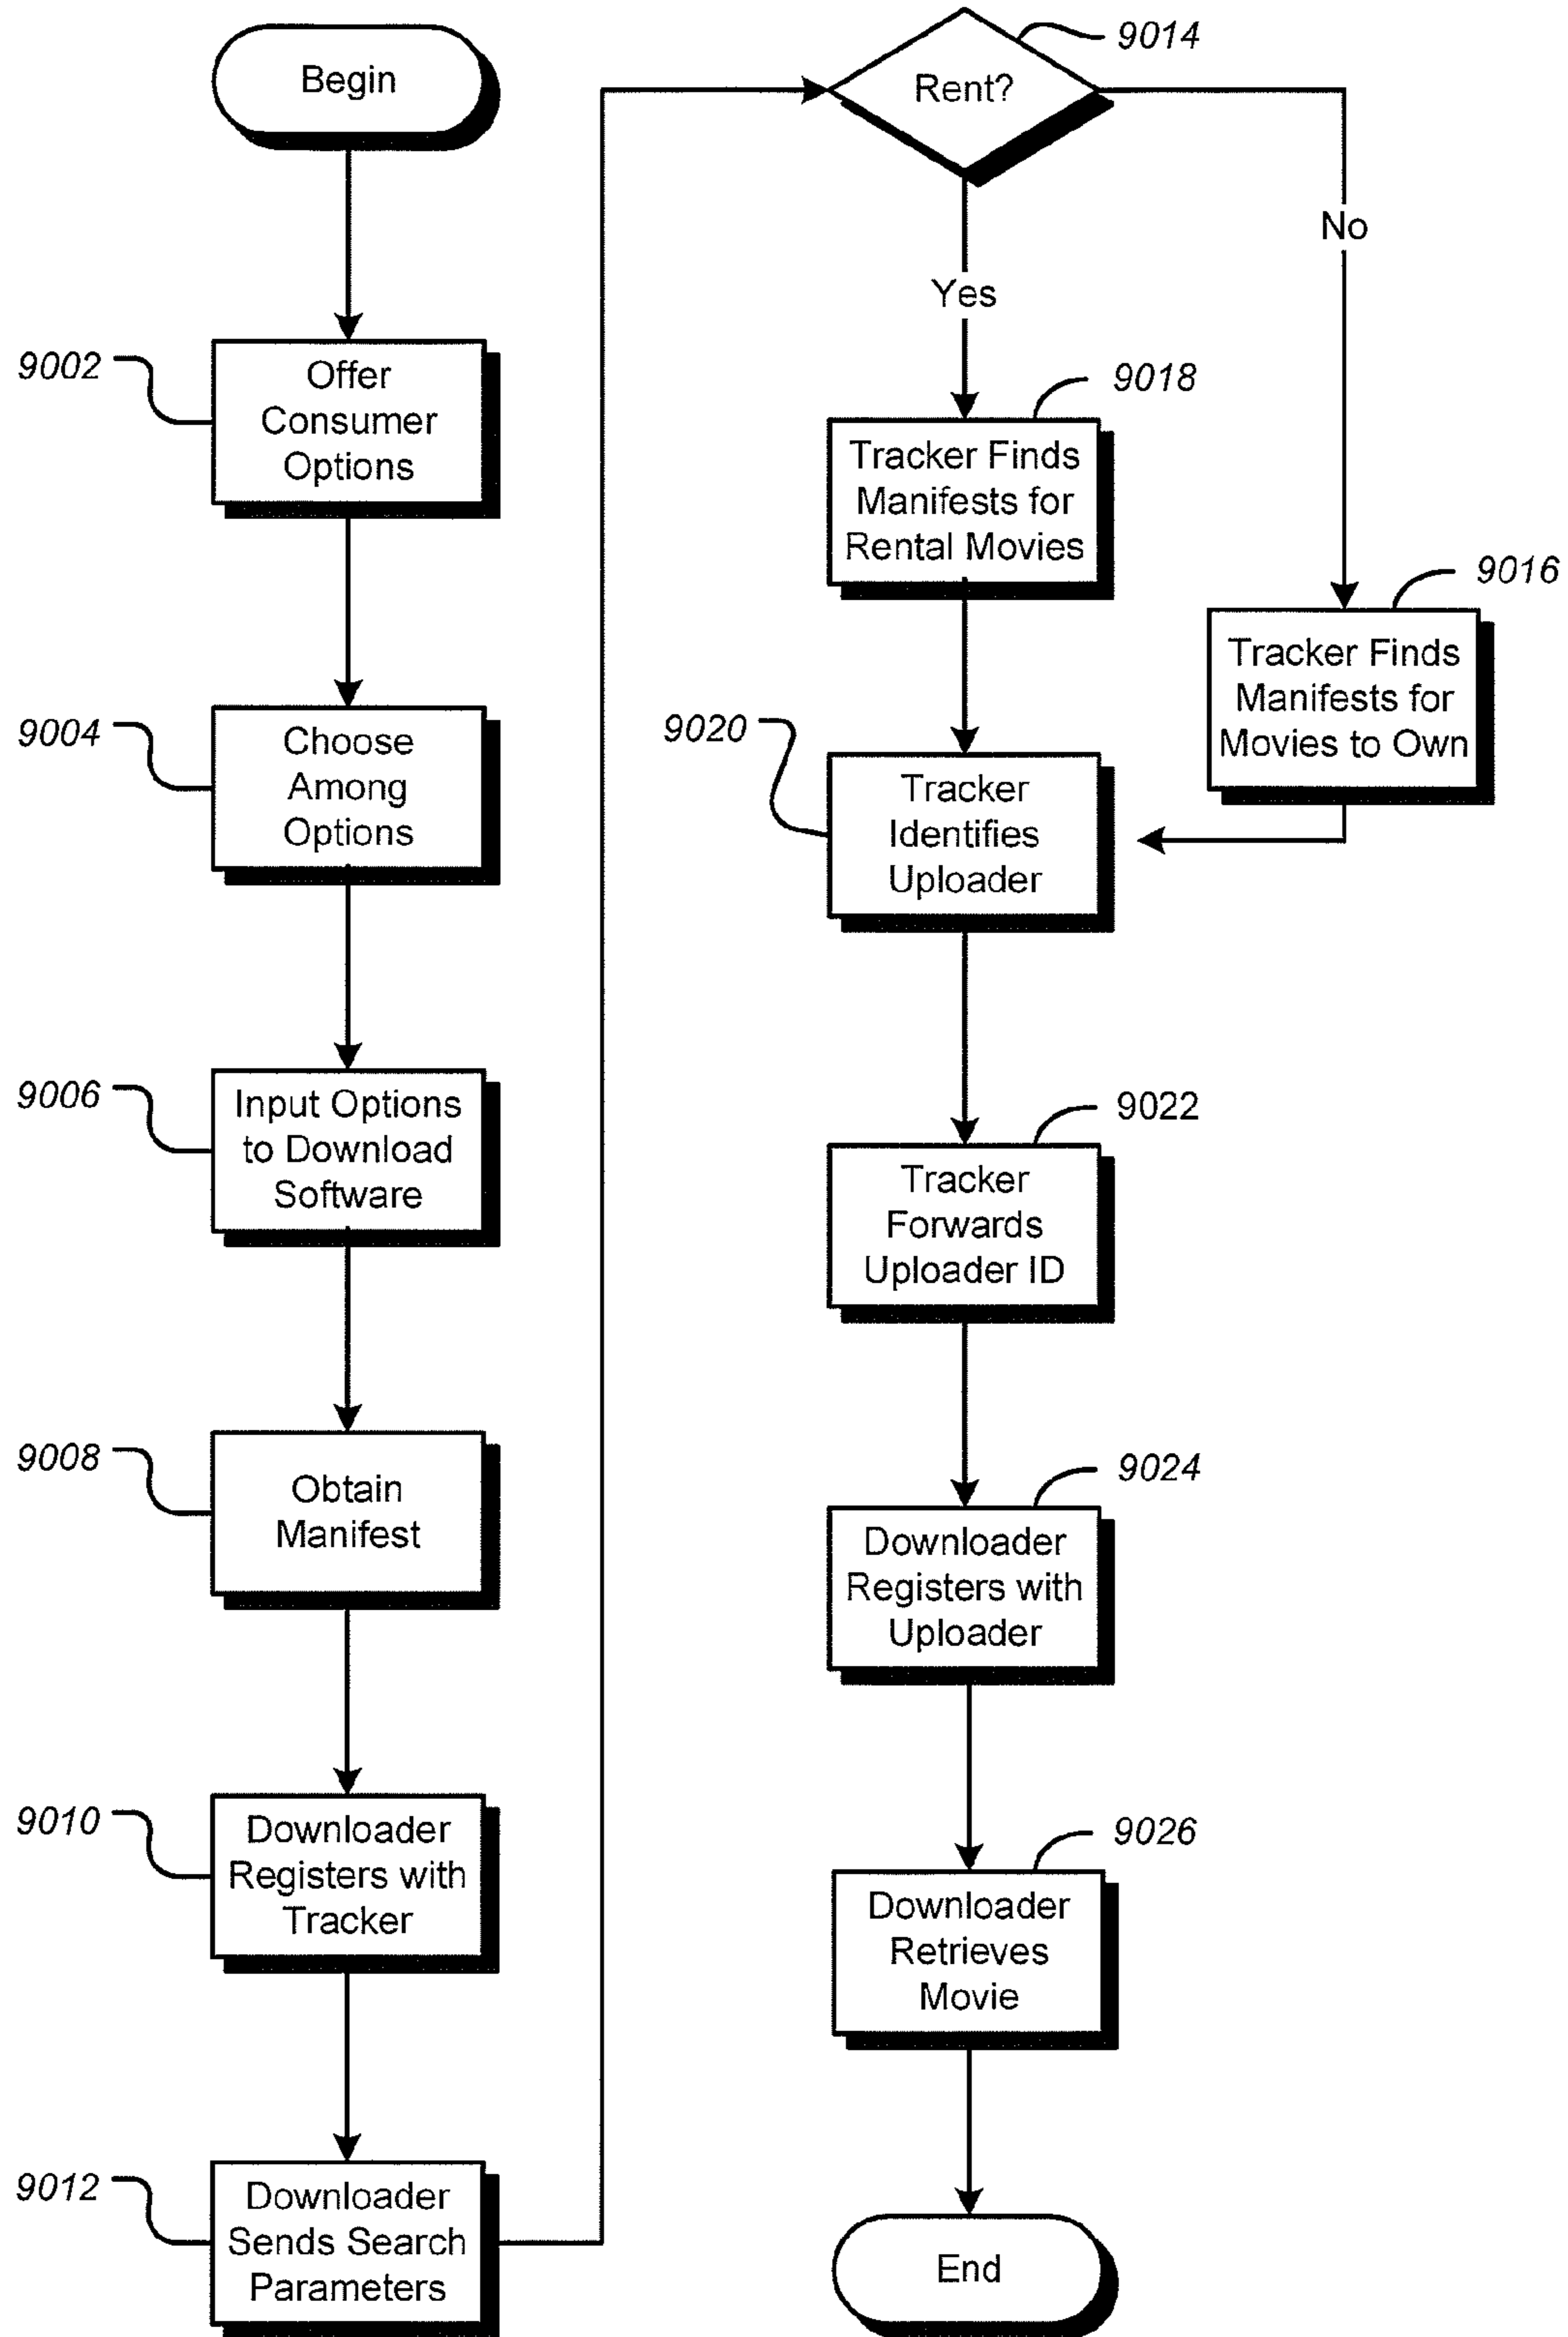 Begin
9002
Offer
Consumer
Options
9004
Choose
Among
Options
9006
Input Options
to Download
Software
9008
Obtain
Manifest
9010
Downloader
Registers with
Tracker
9012
Downloader
Sends Search
Parameters
9014
Rent?
No
Yes
9018
Tracker Finds
Manifests for
Rental Movies
9016
Tracker Finds
Manifests for
Movies to Own
9020
Tracker
Identifies
Uploader
9022
Tracker
Forwards
Uploader ID
9024
Downloader
Registers with
Uploader
9026
Downloader
Retrieves
Movie
End